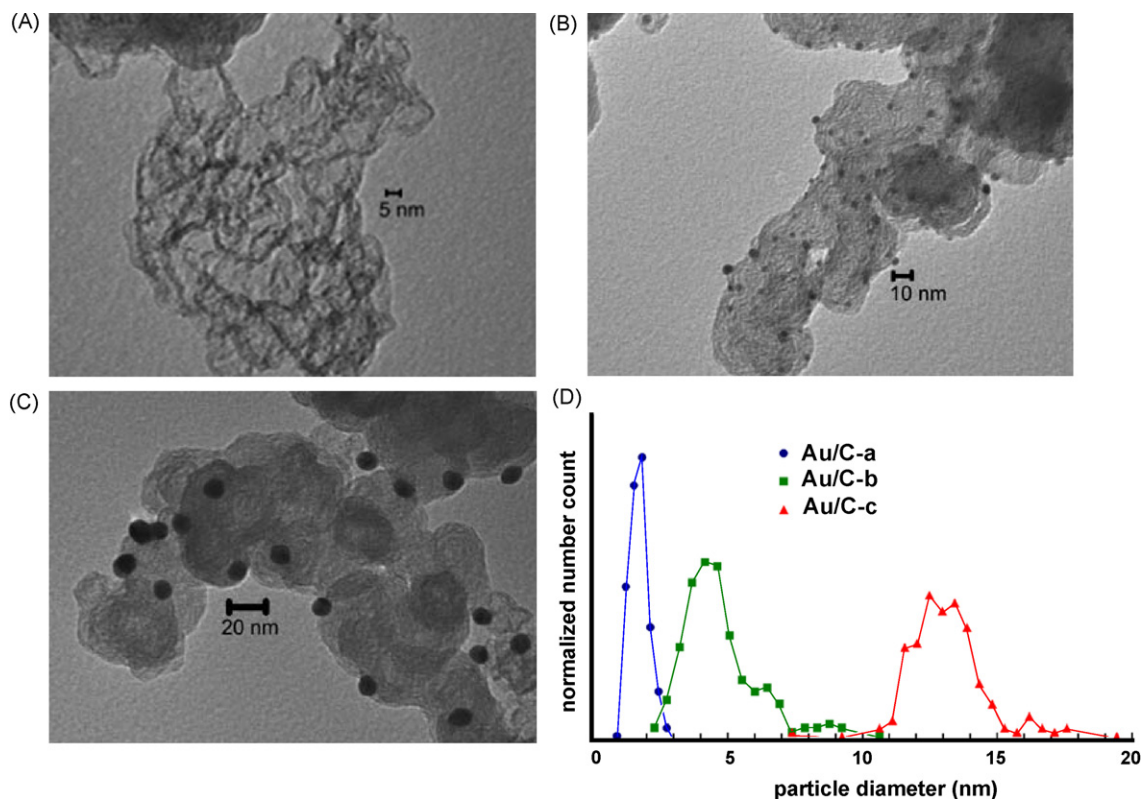 (A)
5 nm
(B)
10 nm
(C)
20 nm
(D)
Au/C-a
Au/C-b
Au/C-c
normalized number count
0 5 10 15 20
particle diameter (nm)